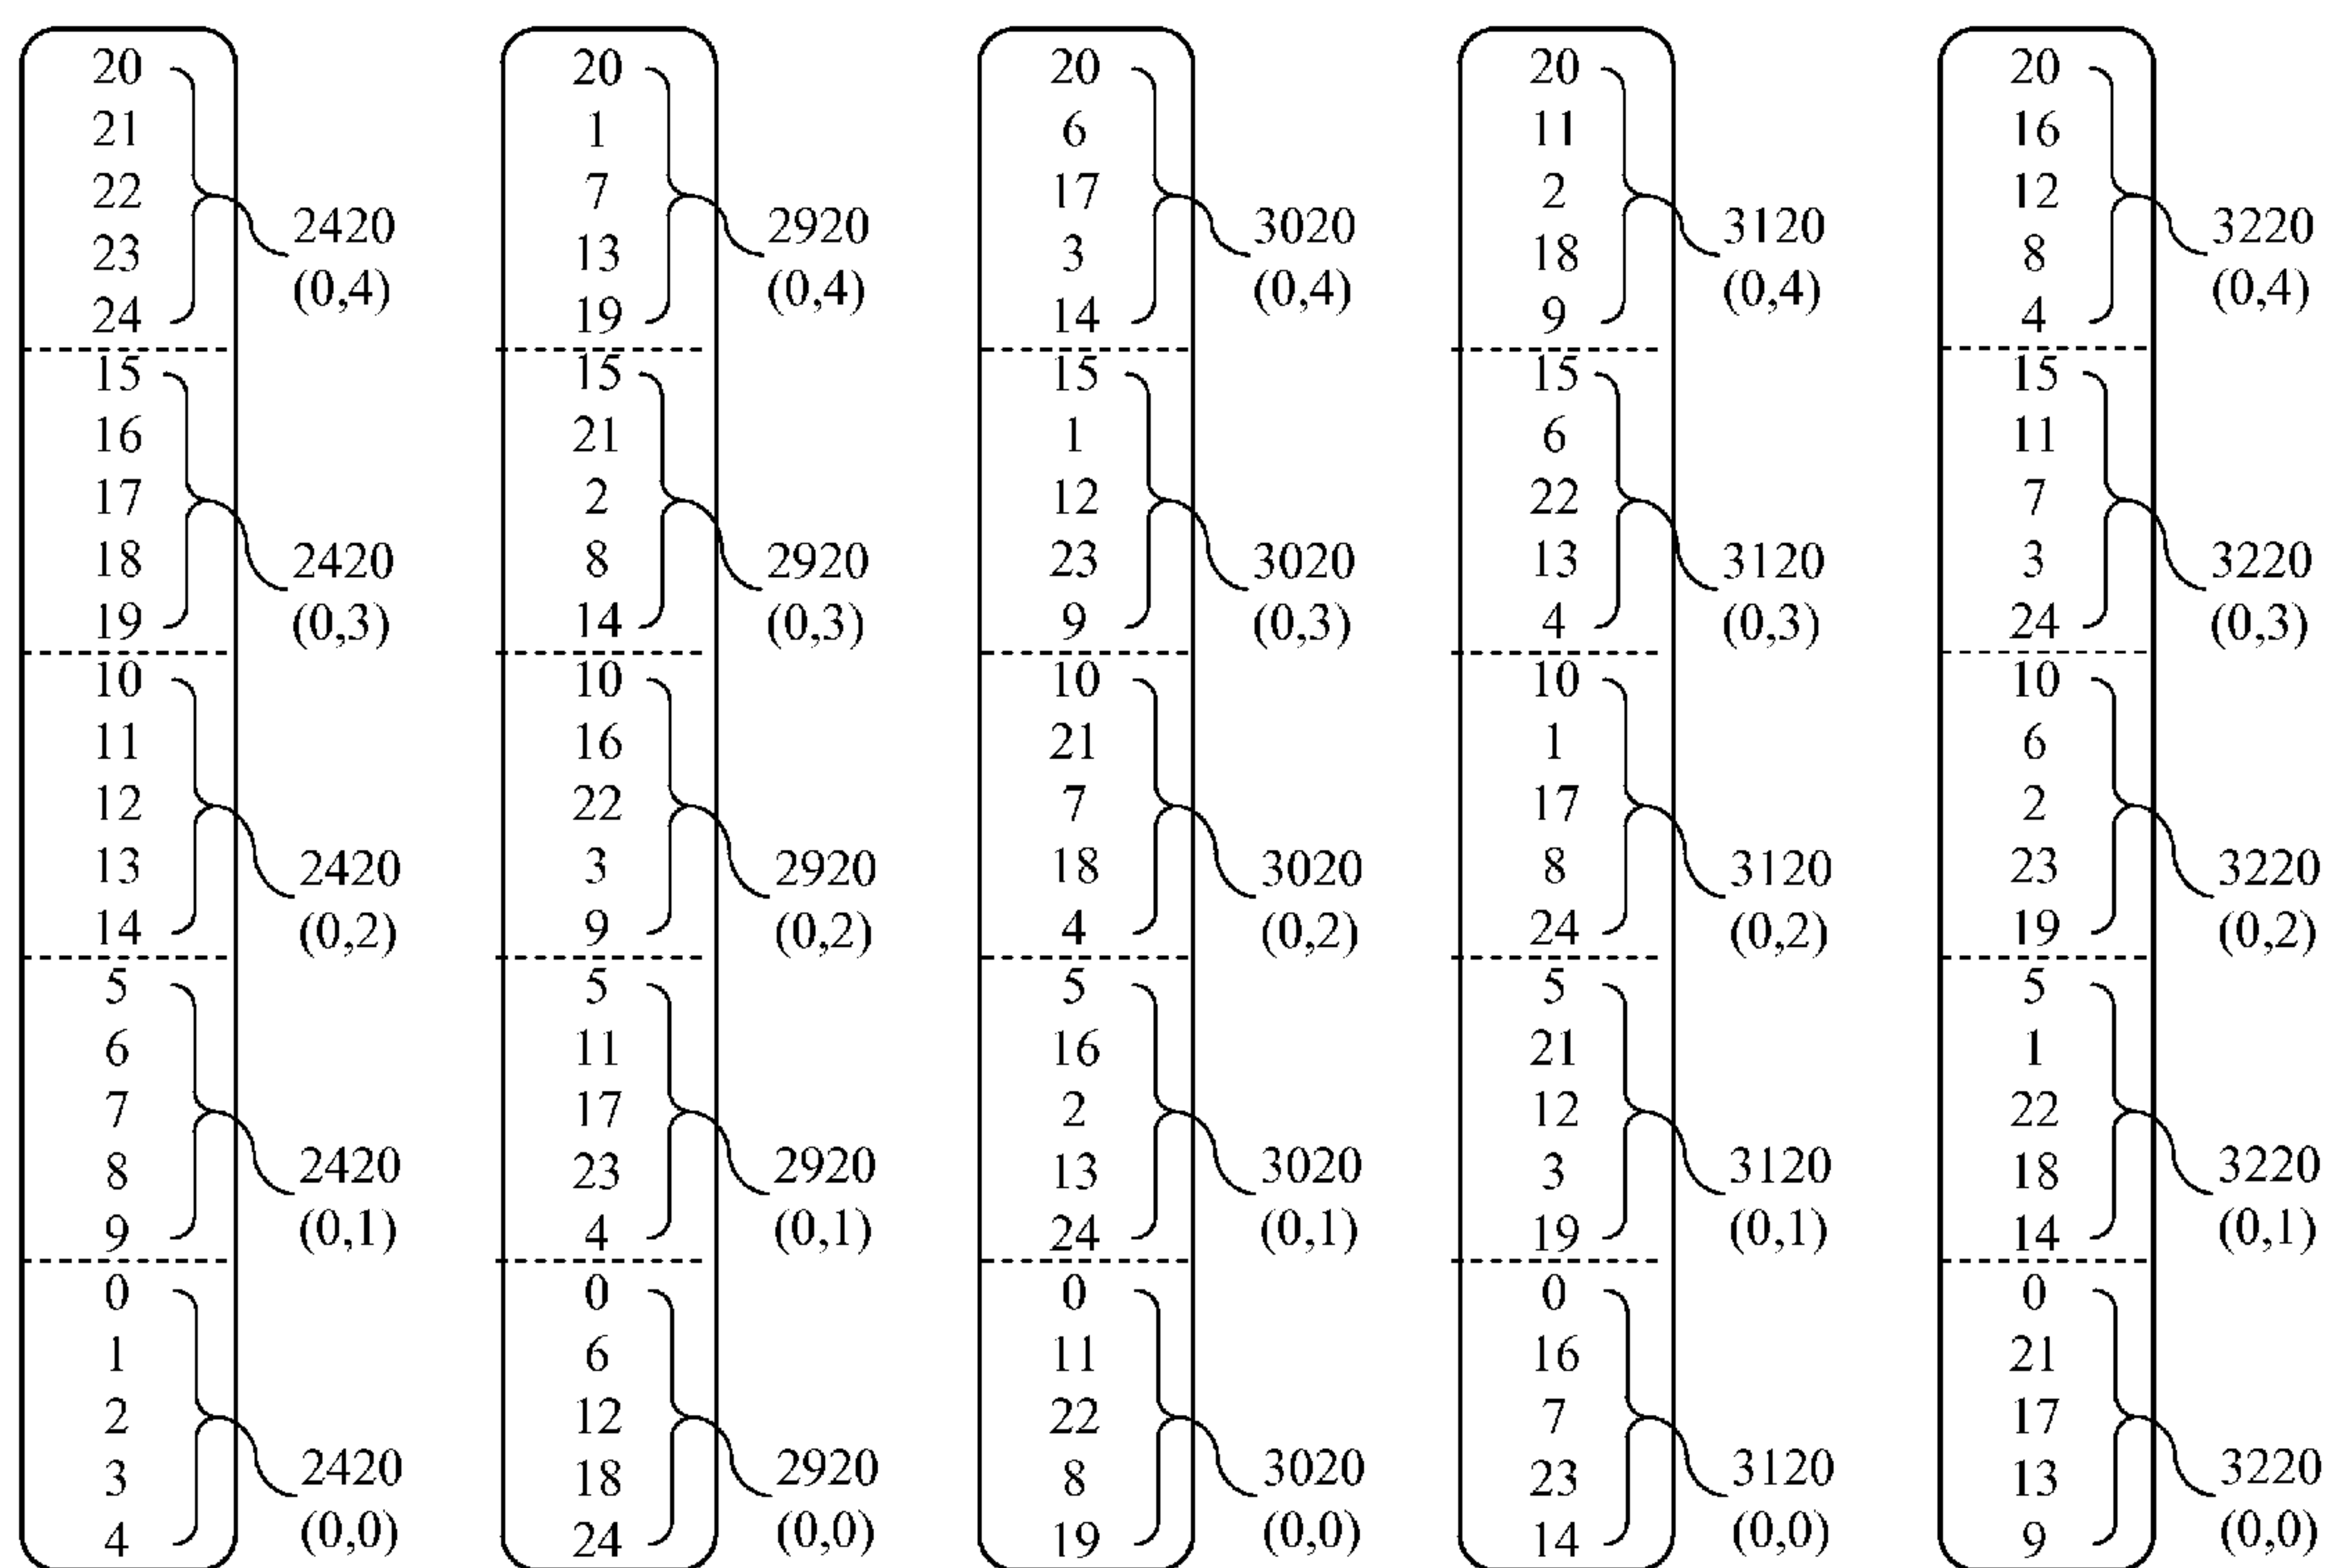 20 20 20 20 20
21 1 6 11 16
22 7 17 2 12
2420 2920 3020 3120 3220
23 13 3 18 8
(0,4) (0,4) (0,4) (0,4) (0,4)
24 19 14 9 4
15 15 15 15 15
16 21 1 6 11
17 2 12 22 7
18 8 23 13 3
2420 2920 3020 3120 3220
19 14 9 4 24
(0,3) (0,3) (0,3) (0,3) (0,3)
10 10 10 10 10
11 16 21 1 6
12 22 7 17 2
13 3 18 8 23
2420 2920 3020 3120 3220
14 9 4 24 19
(0,2) (0,2) (0,2) (0,2) (0,2)
5 5 5 5 5
6 11 16 21 1
7 17 2 12 22
8 23 13 3 18
2420 2920 3020 3120 3220
9 4 24 19 14
(0,1) (0,1) (0,1) (0,1) (0,1)
0 0 0 0 0
1 6 11 16 21
2 12 22 7 17
3 18 8 23 13
2420 2920 3020 3120 3220
4 24 19 14 9
(0,0) (0,0) (0,0) (0,0) (0,0)